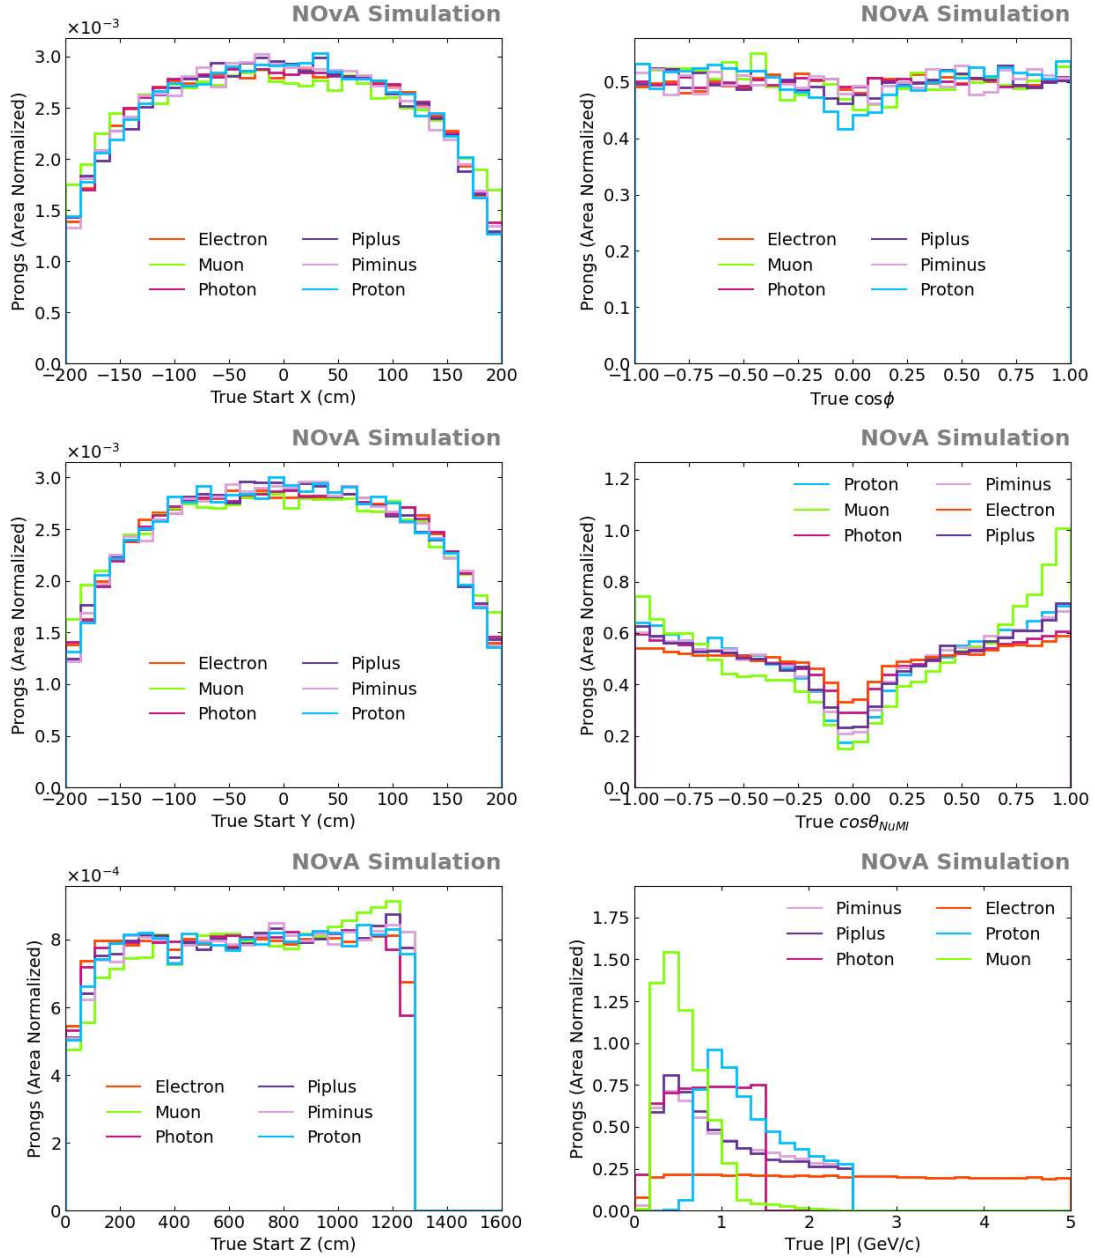 NOvA Simulation
×10⁻³
Prongs (Area Normalized)
3.0
2.5
2.0
1.5
1.0
0.5
0.0
Electron Piplus
Muon Piminus
Photon Proton
−200 −150 −100 −50 0 50 100 150 200
True Start X (cm)
NOvA Simulation
Prongs (Area Normalized)
0.5
0.4
0.3
0.2
0.1
0.0
Electron Piplus
Muon Piminus
Photon Proton
−1.00 −0.75 −0.50 −0.25 0.00 0.25 0.50 0.75 1.00
True cosϕ
NOvA Simulation
×10⁻³
Prongs (Area Normalized)
3.0
2.5
2.0
1.5
1.0
0.5
0.0
Electron Piplus
Muon Piminus
Photon Proton
−200 −150 −100 −50 0 50 100 150 200
True Start Y (cm)
NOvA Simulation
Prongs (Area Normalized)
1.2
1.0
0.8
0.6
0.4
0.2
0.0
Proton Piminus
Muon Electron
Photon Piplus
−1.00 −0.75 −0.50 −0.25 0.00 0.25 0.50 0.75 1.00
True cosθNuMI
NOvA Simulation
×10⁻⁴
Prongs (Area Normalized)
8
6
4
2
0
Electron Piplus
Muon Piminus
Photon Proton
0 200 400 600 800 1000 1200 1400 1600
True Start Z (cm)
NOvA Simulation
Prongs (Area Normalized)
1.75
1.50
1.25
1.00
0.75
0.50
0.25
0.00
Piminus Electron
Piplus Proton
Photon Muon
0 1 2 3 4 5
True |P| (GeV/c)